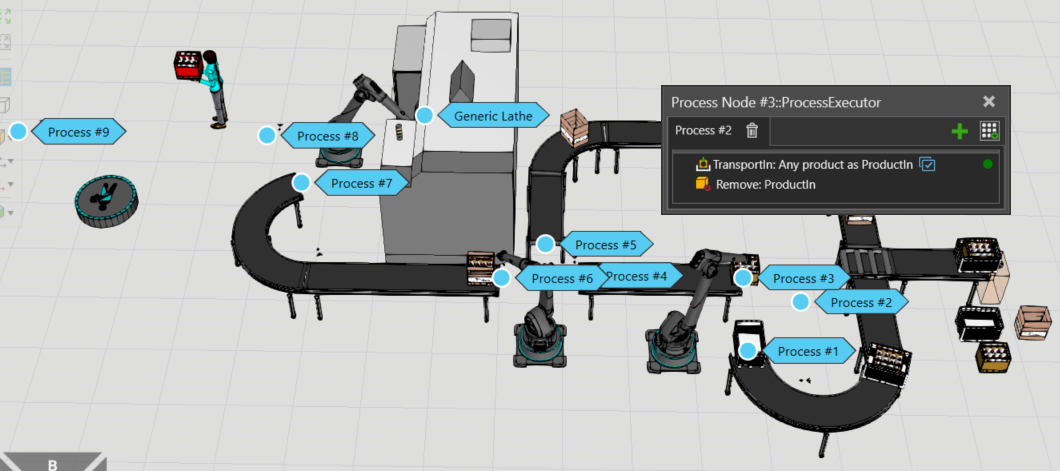 Process Node #3::ProcessExecutor
Process #2
TransportIn: Any product as ProductIn
Remove: ProductIn
Generic Lathe
Process #9
Process #8
Process #7
Process #5
Process #6
Process #4
Process #3
Process #2
Process #1
B